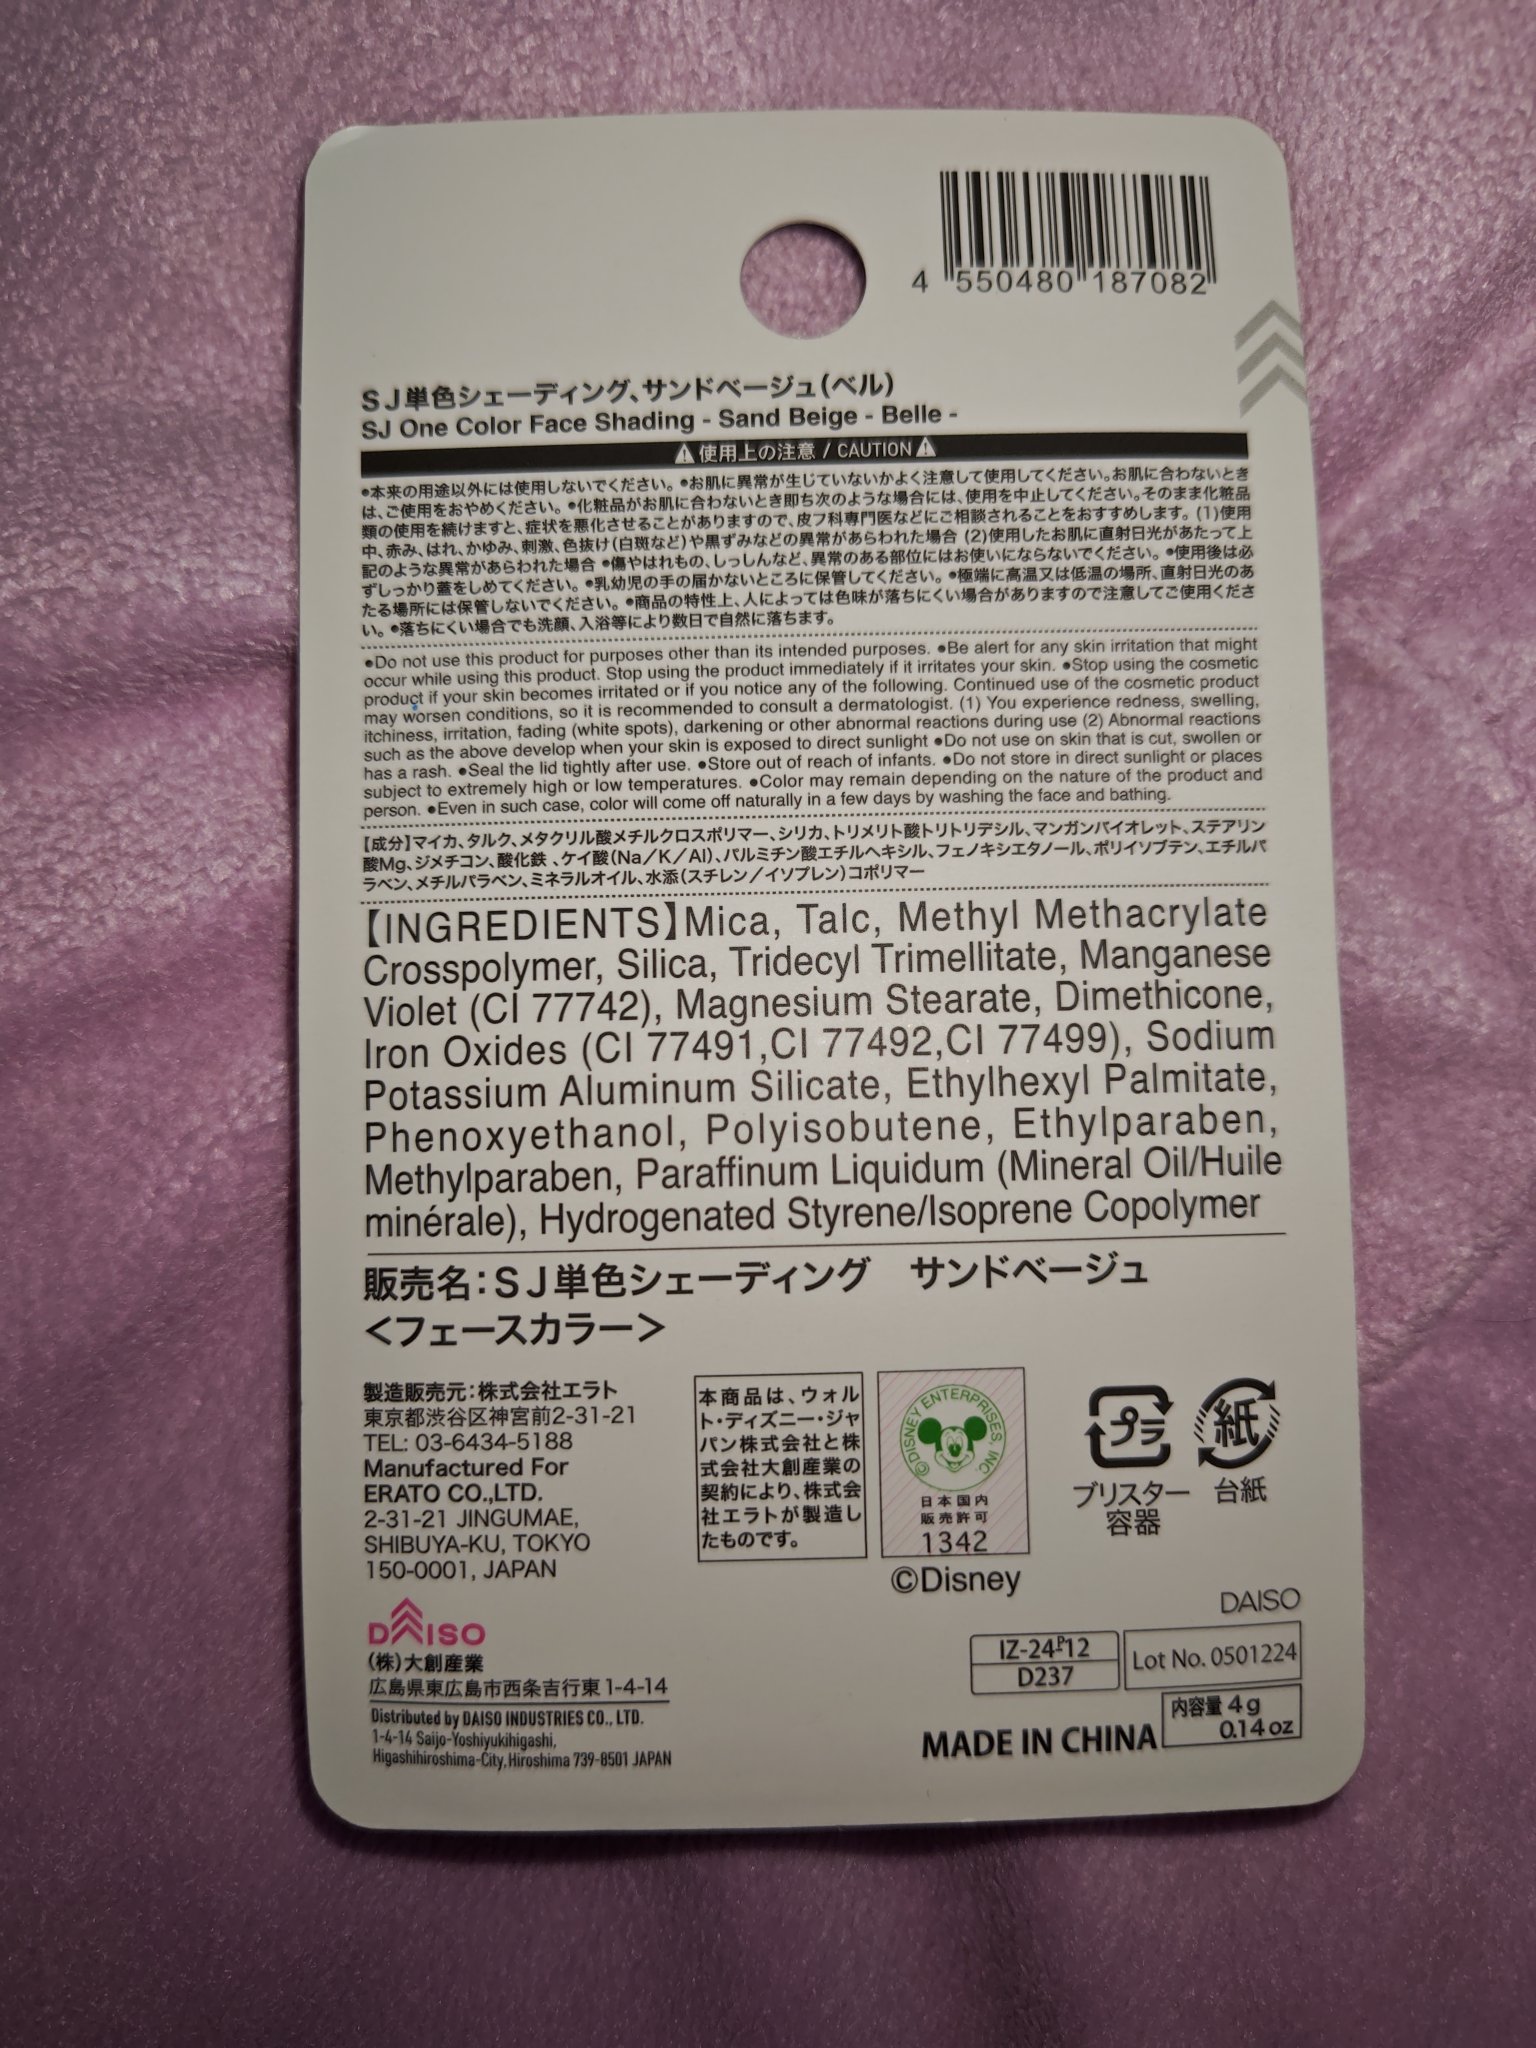 4 550480 187082
SJ単色シェーディング、サンドベージュ(ベル)
SJ One Color Face Shading - Sand Beige - Belle -
使用上の注意 / CAUTION
●本来の用途以外には使用しないでください。●お肌に異常が生じていないかよく注意して使用してください。お肌に合わないとき
は、ご使用をおやめください。●化粧品がお肌に合わないとき即ち次のような場合には、使用を中止してください。そのまま化粧品
類の使用を続けますと、症状を悪化させることがありますので、皮フ科専門医などにご相談されることをおすすめします。(1)使用
中、赤み、はれ、かゆみ、刺激、色抜け(白斑など)や黒ずみなどの異常があらわれた場合 (2)使用したお肌に直射日光があたって上
記のような異常があらわれた場合 ●傷やはれもの、しっしんなど、異常のある部位にはお使いにならないでください。●使用後は必
ずしっかり蓋をしめてください。●乳幼児の手の届かないところに保管してください。●極端に高温又は低温の場所、直射日光のあ
たる場所には保管しないでください。●商品の特性上、人によっては色味が落ちにくい場合がありますので注意してご使用くださ
い。●落ちにくい場合でも洗顔、入浴等により数日で自然に落ちます。
●Do not use this product for purposes other than its intended purposes. ●Be alert for any skin irritation that might
occur while using this product. Stop using the product immediately if it irritates your skin. ●Stop using the cosmetic
product if your skin becomes irritated or if you notice any of the following. Continued use of the cosmetic product
may worsen conditions, so it is recommended to consult a dermatologist. (1) You experience redness, swelling,
itchiness, irritation, fading (white spots), darkening or other abnormal reactions during use (2) Abnormal reactions
such as the above develop when your skin is exposed to direct sunlight ●Do not use on skin that is cut, swollen or
has a rash. ●Seal the lid tightly after use. ●Store out of reach of infants. ●Do not store in direct sunlight or places
subject to extremely high or low temperatures. ●Color may remain depending on the nature of the product and
person. ●Even in such case, color will come off naturally in a few days by washing the face and bathing.
【成分】マイカ、タルク、メタクリル酸メチルクロスポリマー、シリカ、トリメリト酸トリトリデシル、マンガンバイオレット、ステアリン
酸Mg、ジメチコン、酸化鉄、ケイ酸(Na/K/Al)、パルミチン酸エチルヘキシル、フェノキシエタノール、ポリイソブテン、エチルパ
ラベン、メチルパラベン、ミネラルオイル、水添(スチレン/イソプレン)コポリマー
【INGREDIENTS】Mica, Talc, Methyl Methacrylate
Crosspolymer, Silica, Tridecyl Trimellitate, Manganese
Violet (CI 77742), Magnesium Stearate, Dimethicone,
Iron Oxides (CI 77491,CI 77492,CI 77499), Sodium
Potassium Aluminum Silicate, Ethylhexyl Palmitate,
Phenoxyethanol, Polyisobutene, Ethylparaben,
Methylparaben, Paraffinum Liquidum (Mineral Oil/Huile
minérale), Hydrogenated Styrene/Isoprene Copolymer
販売名:SJ単色シェーディング サンドベージュ
<フェースカラー>
製造販売元:株式会社エラト
東京都渋谷区神宮前2-31-21
TEL: 03-6434-5188
Manufactured For
ERATO CO.,LTD.
2-31-21 JINGUMAE,
SHIBUYA-KU, TOKYO
150-0001, JAPAN
本商品は、ウォル
ト・ディズニー・ジャ
パン株式会社と株
式会社大創産業の
契約により、株式会
社エラトが製造し
たものです。
©DISNEY ENTERPRISES, INC.
日本国内
販売許可
1342
©Disney
プラ
ブリスター
容器
紙
台紙
DAISO
(株)大創産業
広島県東広島市西条吉行東1-4-14
Distributed by DAISO INDUSTRIES CO., LTD.
1-4-14 Saijo-Yoshiyukihigashi,
Higashihiroshima-City, Hiroshima 739-8501 JAPAN
DAISO
IZ-24P12
D237
Lot No. 0501224
内容量 4g
0.14oz
MADE IN CHINA